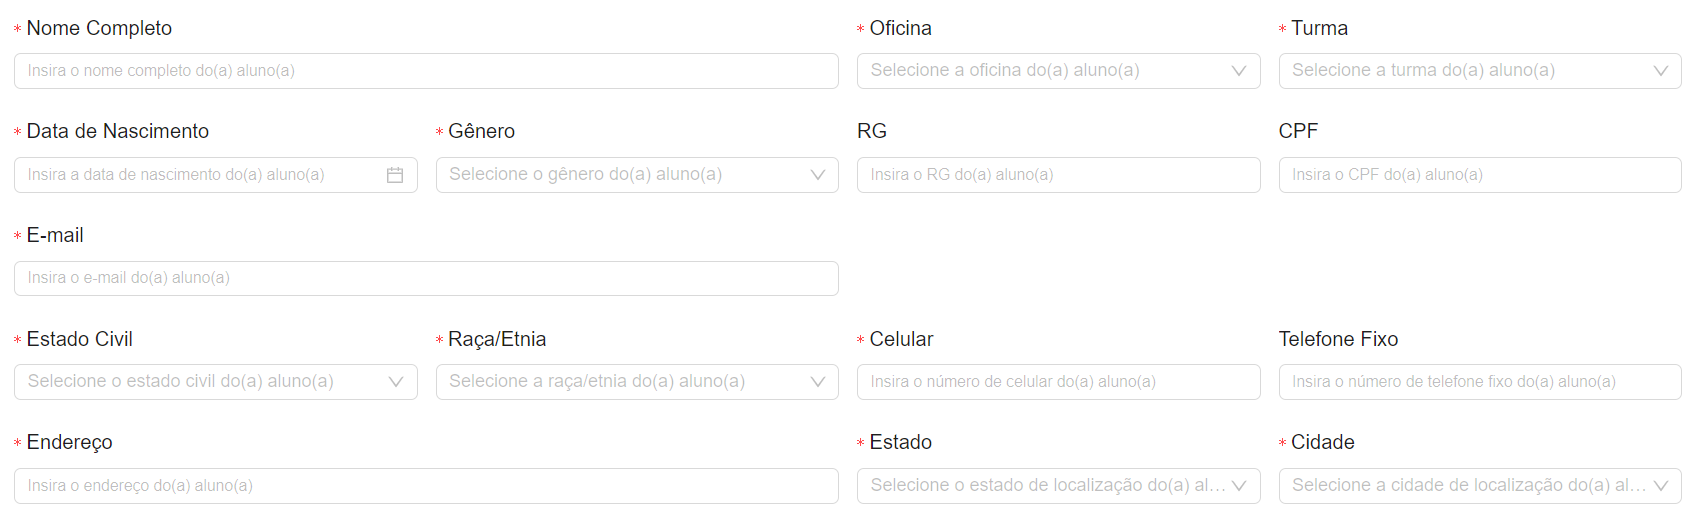 * Nome Completo
* Oficina
* Turma
Insira o nome completo do(a) aluno(a)
Selecione a oficina do(a) aluno(a)
Selecione a turma do(a) aluno(a)
* Data de Nascimento
* Gênero
RG
CPF
Insira a data de nascimento do(a) aluno(a)
Selecione o gênero do(a) aluno(a)
Insira o RG do(a) aluno(a)
Insira o CPF do(a) aluno(a)
* E-mail
Insira o e-mail do(a) aluno(a)
* Estado Civil
* Raça/Etnia
* Celular
Telefone Fixo
Selecione o estado civil do(a) aluno(a)
Selecione a raça/etnia do(a) aluno(a)
Insira o número de celular do(a) aluno(a)
Insira o número de telefone fixo do(a) aluno(a)
* Endereço
* Estado
* Cidade
Insira o endereço do(a) aluno(a)
Selecione o estado de localização do(a) al...
Selecione a cidade de localização do(a) al...